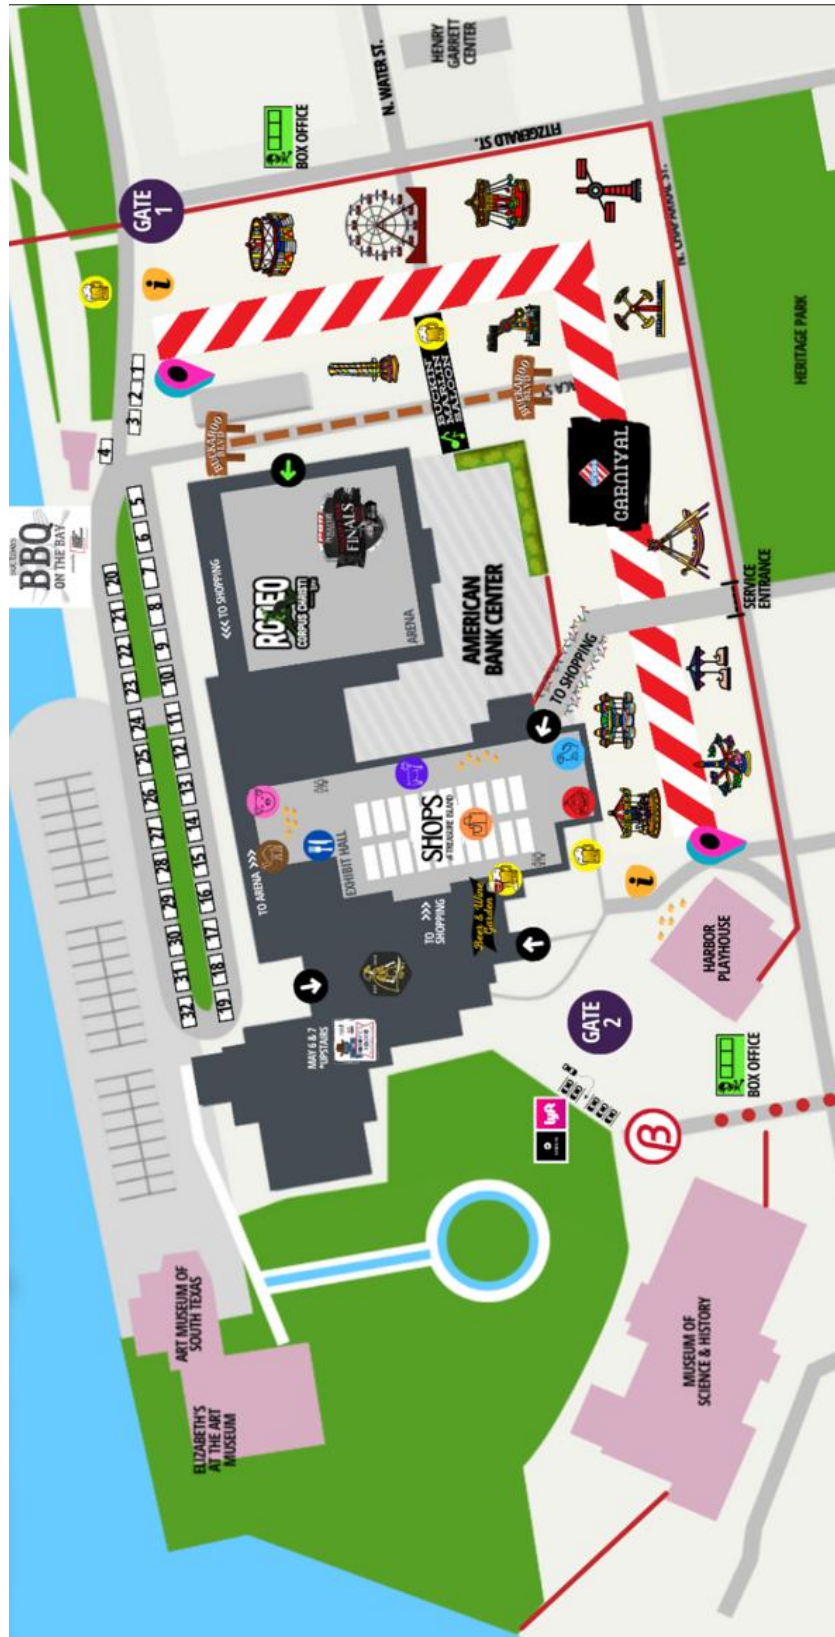 BBQ
ON THE BAY
32 31 30 29 28 27 26 25 24 23 22 21 20
19 18 17 16 15 14 13 12 11 10 9 8 7 6 5
4 3 2 1
GATE
1
BOX OFFICE
ART MUSEUM OF
SOUTH TEXAS
ELIZABETH'S
AT THE ART
MUSEUM
<<< TO SHOPPING
BUCKAROO
BLVD
TO ARENA >>>
MAY 6 & 7
*UPSTAIRS
EXHIBIT HALL
RODEO
CORPUS CHRISTI
FINALS
ARENA
N. WATER ST.
HENRY
GARRETT
CENTER
FITZGERALD ST.
TO
SHOPPING
>>>
SHOPS
Beer & Wine
Garden
AMERICAN
BANK CENTER
BUCKIN'
MARLIN
SALOON
BUCKAROO
BLVD
lyft
GATE
2
TO SHOPPING
CARNIVAL
i
i
B
HARBOR
PLAYHOUSE
BOX OFFICE
SERVICE
ENTRANCE
N. CHAPARRAL ST.
MUSEUM OF
SCIENCE & HISTORY
HERITAGE PARK